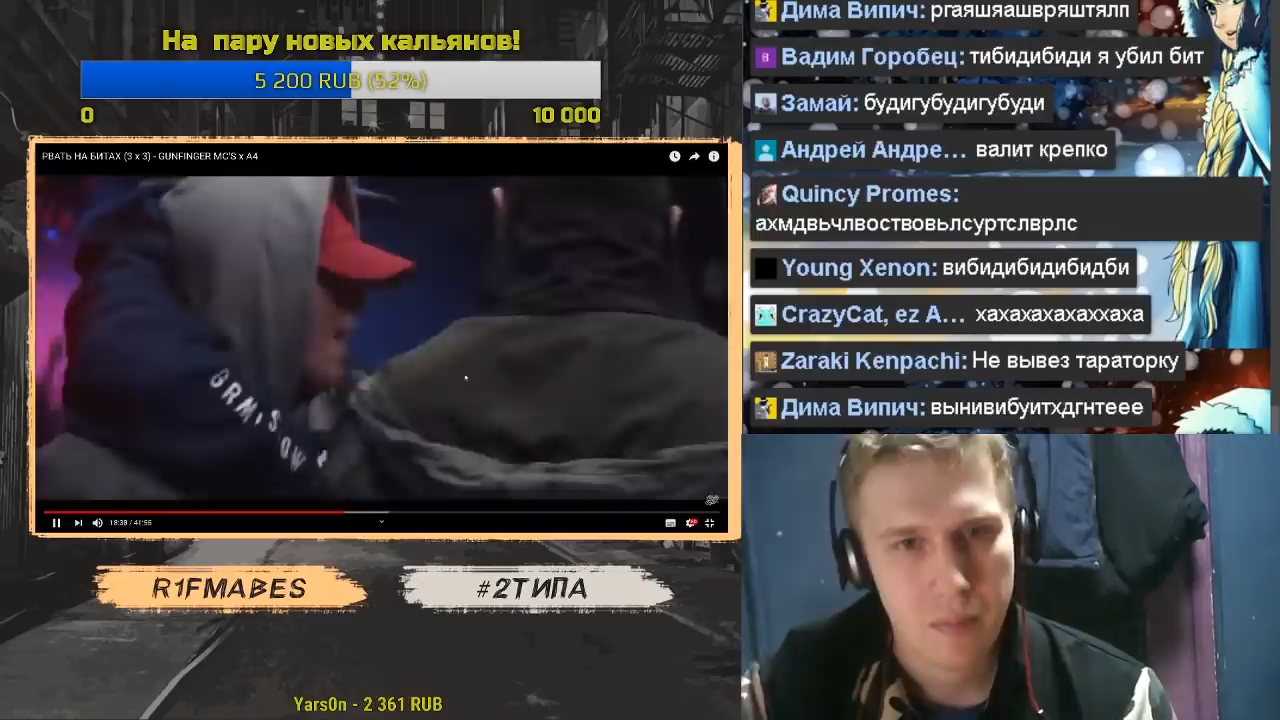 На пару новых кальянов!
5 200 RUB (52%)
0
10 000
РВАТЬ НА БИТАХ (3 x 3) - GUNFINGER MC'S x A4
18:38 / 41:56
R1FMABES
#2ТИПА
Yars0n - 2 361 RUB
Дима Випич: ргаяшяашвряштялп
Вадим Горобец: тибидибиди я убил бит
Замай: будигубудигубуди
Андрей Андре... валит крепко
Quincy Promes:
ахмдвьчлвоствовьлсуртслврлс
Young Xenon: вибидибидибидби
CrazyCat, ez A... хахахахахаххаха
Zaraki Kenpachi: Не вывез тараторку
Дима Випич: вынивибуитхдгнтеее